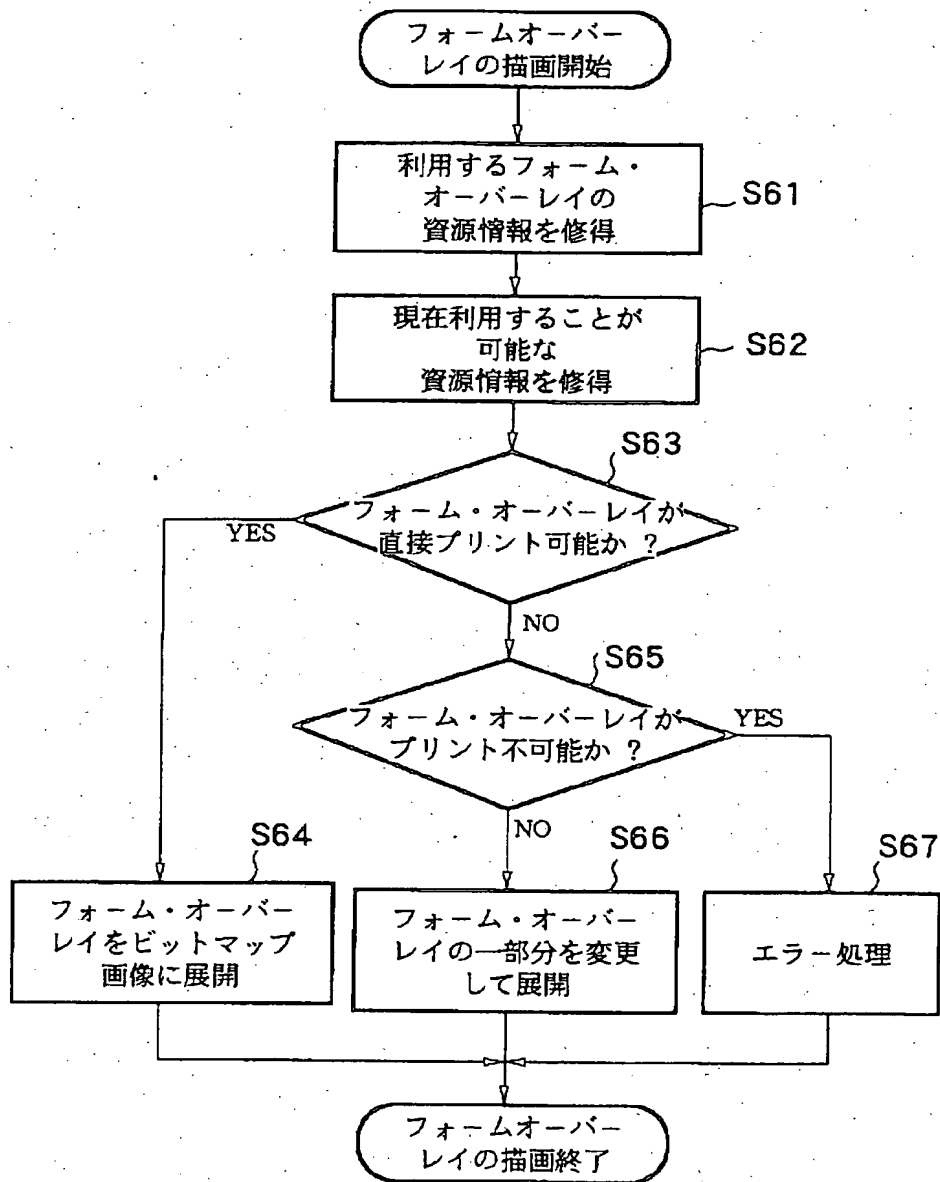 フォームオーバー
レイの描画開始
利用するフォーム・
オーバーレイの
資源情報を修得
S61
現在利用することが
可能な
資源情報を修得
S62
S63
フォーム・オーバーレイが
直接プリント可能か ?
YES
NO
S65
フォーム・オーバーレイが
プリント不可能か ?
YES
NO
S64
フォーム・オーバー
レイをビットマップ
画像に展開
S66
フォーム・オーバー
レイの一部分を変更
して展開
S67
エラー処理
フォームオーバー
レイの描画終了